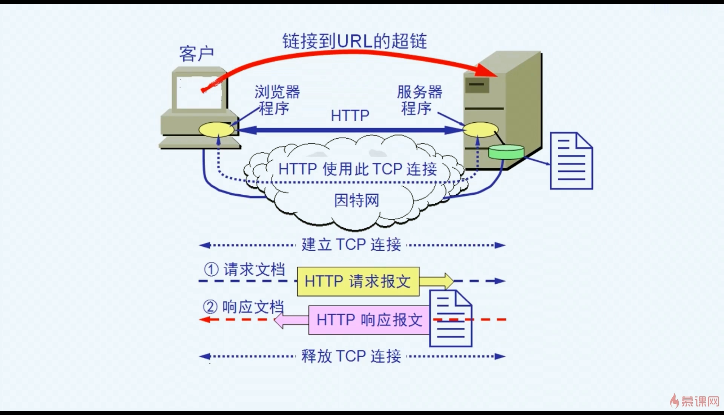 链接到URL的超链
客户
浏览器
程序
服务器
程序
HTTP
HTTP 使用此 TCP 连接
因特网
建立 TCP 连接
① 请求文档
HTTP 请求报文
② 响应文档
HTTP 响应报文
释放 TCP 连接
慕课网